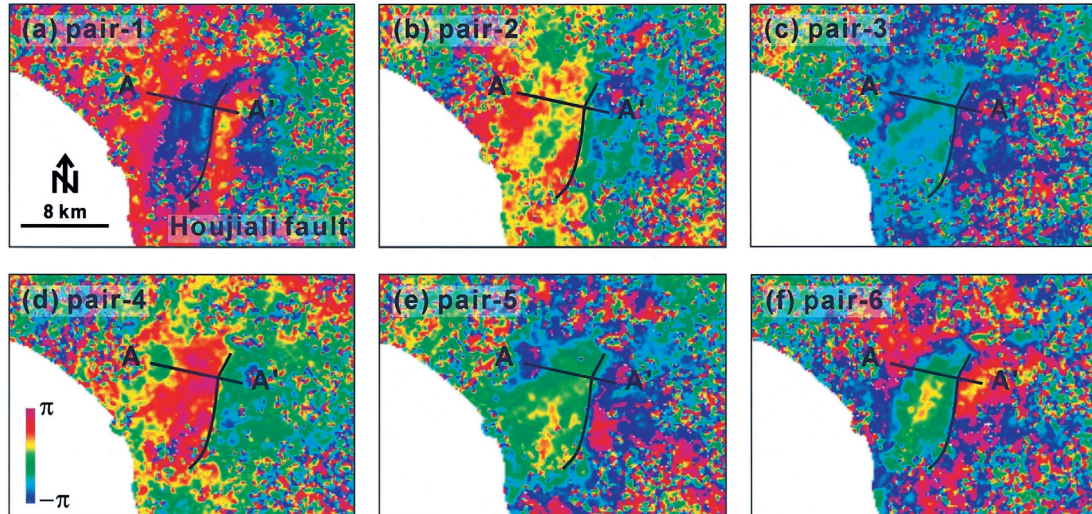 (a) pair-1
A
A'
N
8 km
Houjiali fault
(b) pair-2
A
A'
(c) pair-3
A
A'
(d) pair-4
A
A'
π
−π
(e) pair-5
A
A'
(f) pair-6
A
A'